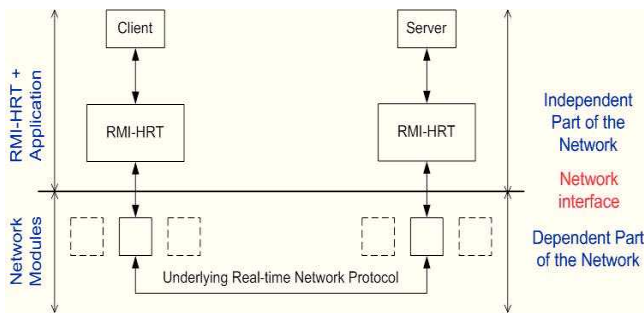 Client
Server
RMI-HRT +
Application
RMI-HRT
RMI-HRT
Independent
Part of the
Network
Network
interface
Network
Modules
Dependent Part
of the Network
Underlying Real-time Network Protocol